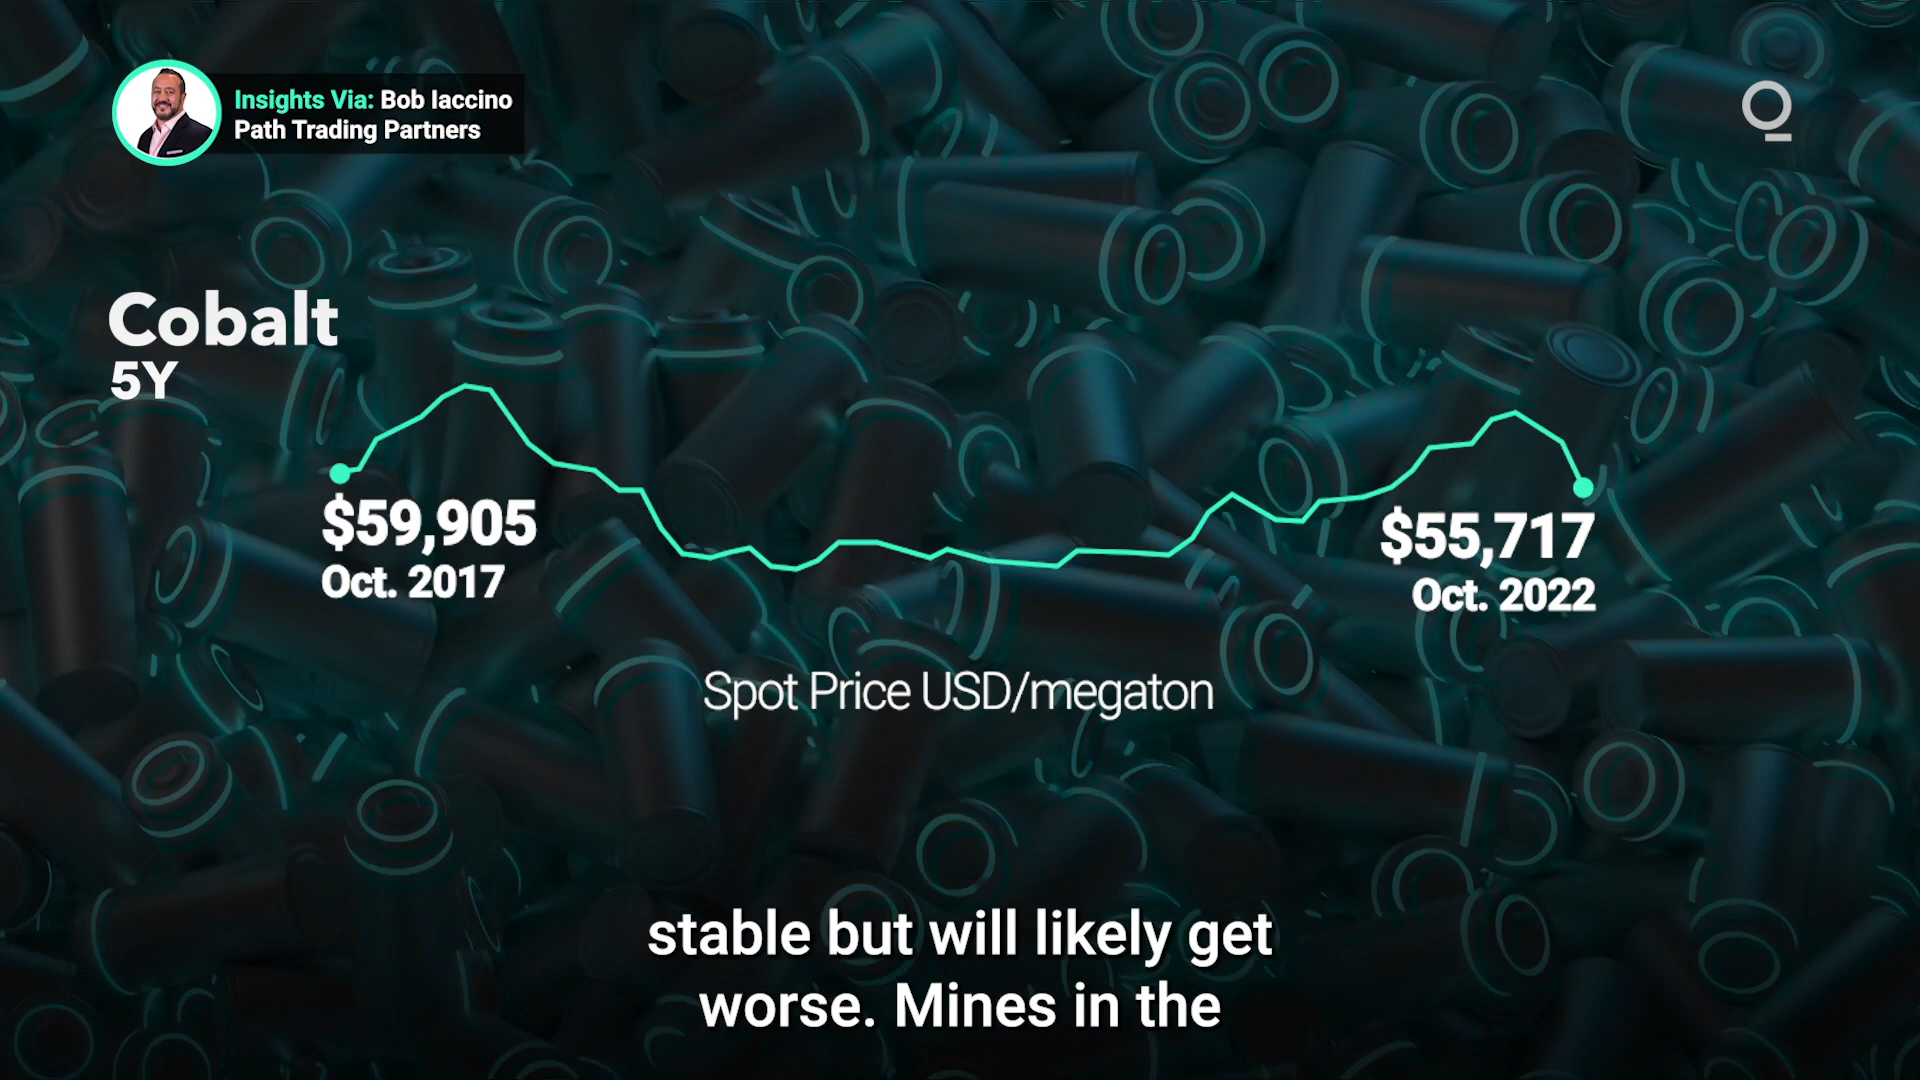 Insights Via: Bob Iaccino
Path Trading Partners
Cobalt
5Y
$59,905
Oct. 2017
$55,717
Oct. 2022
Spot Price USD/megaton
stable but will likely get
worse. Mines in the